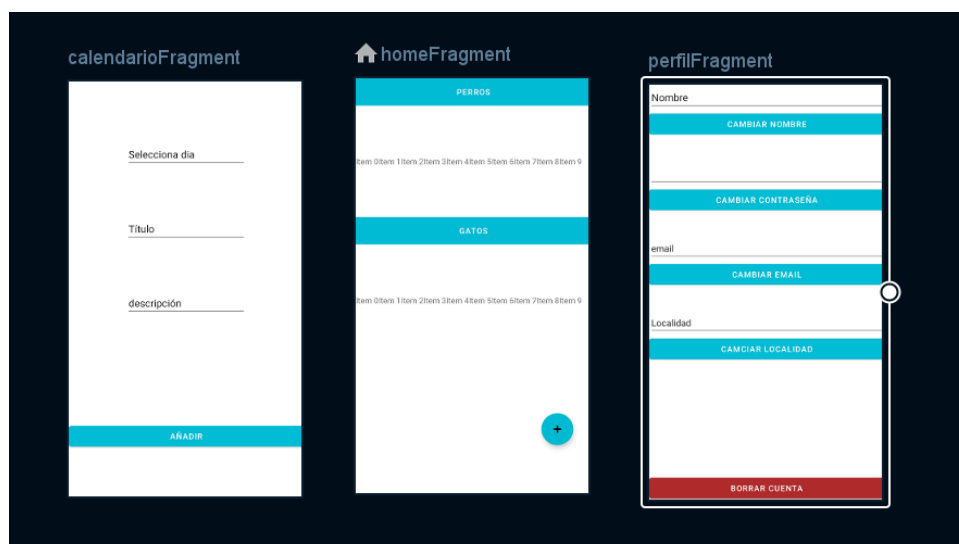 calendarioFragment
Selecciona dia
Título
descripción
AÑADIR
homeFragment
PERROS
Item 0Item 1Item 2Item 3Item 4Item 5Item 6Item 7Item 8Item 9
GATOS
Item 0Item 1Item 2Item 3Item 4Item 5Item 6Item 7Item 8Item 9
+
perfilFragment
Nombre
CAMBIAR NOMBRE
CAMBIAR CONTRASEÑA
email
CAMBIAR EMAIL
Localidad
CAMCIAR LOCALIDAD
BORRAR CUENTA